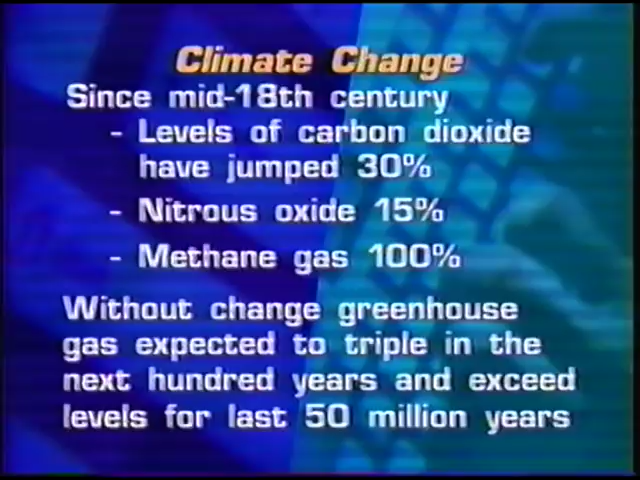 Climate Change
Since mid-18th century
- Levels of carbon dioxide
have jumped 30%
- Nitrous oxide 15%
- Methane gas 100%
Without change greenhouse
gas expected to triple in the
next hundred years and exceed
levels for last 50 million years